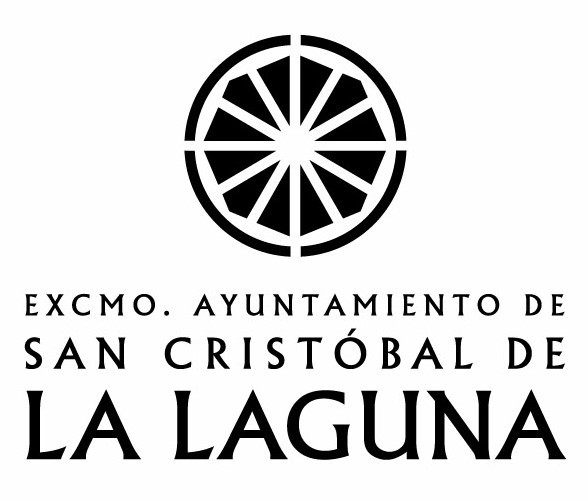 EXCMO. AYUNTAMIENTO DE
SAN CRISTÓBAL DE
LA LAGUNA